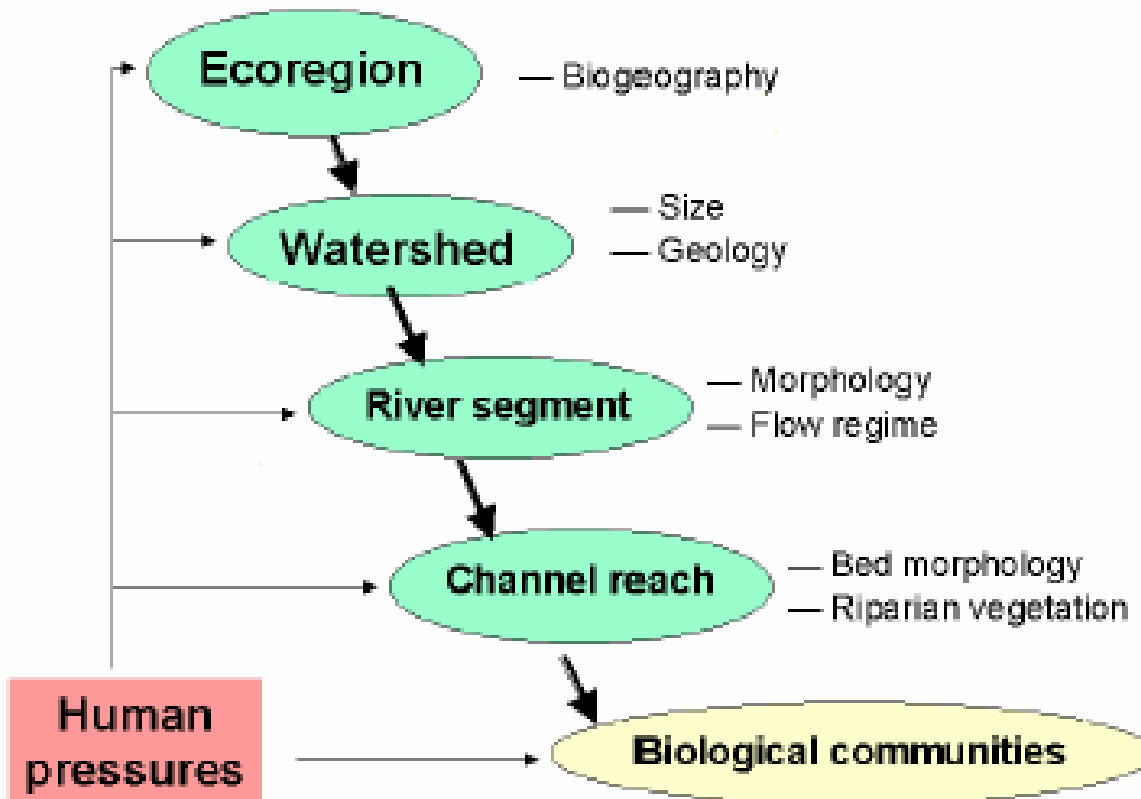 Ecoregion
— Biogeography
Watershed
— Size
— Geology
River segment
— Morphology
— Flow regime
Channel reach
— Bed morphology
— Riparian vegetation
Human
pressures
Biological communities